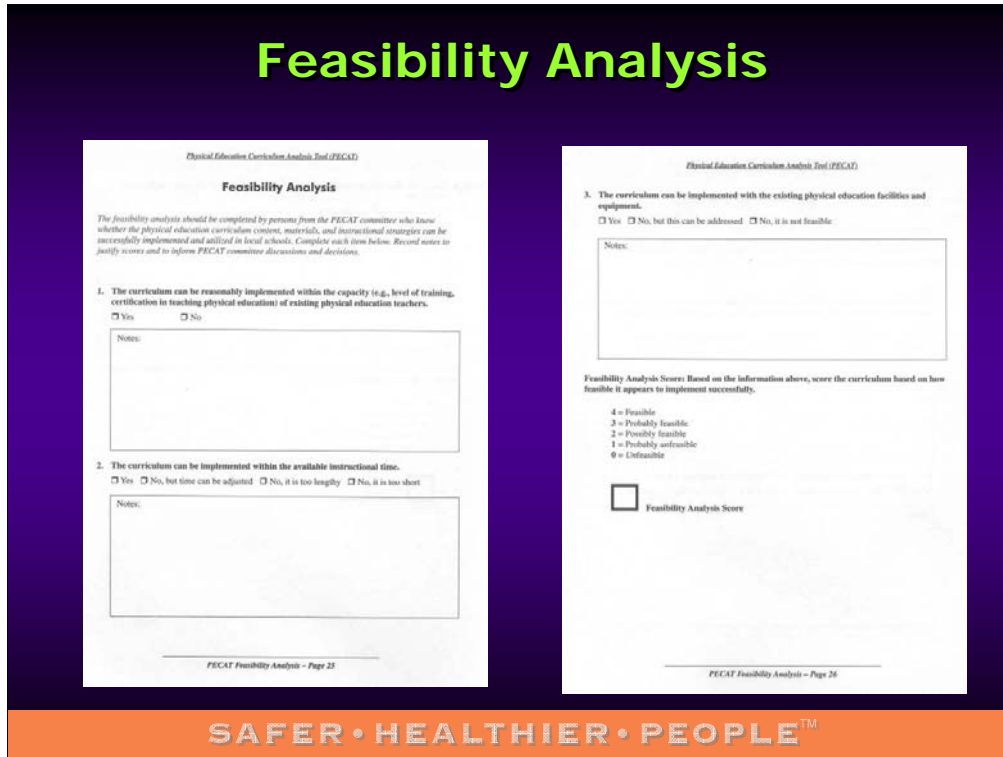 Feasibility Analysis
Physical Education Curriculum Analysis Tool (PECAT)
Feasibility Analysis
The feasibility analysis should be completed by persons from the PECAT committee who know
whether the physical education curriculum content, materials, and instructional strategies can be
successfully implemented and utilized in local schools. Complete each item below. Record notes to
justify scores and to inform PECAT committee discussions and decisions.
1. The curriculum can be reasonably implemented within the capacity (e.g., level of training,
certification in teaching physical education) of existing physical education teachers.
❒ Yes ❒ No
Notes:
2. The curriculum can be implemented within the available instructional time.
❒ Yes ❒ No, but time can be adjusted ❒ No, it is too lengthy ❒ No, it is too short
Notes:
PECAT Feasibility Analysis – Page 25
Physical Education Curriculum Analysis Tool (PECAT)
3. The curriculum can be implemented with the existing physical education facilities and
equipment.
❒ Yes ❒ No, but this can be addressed ❒ No, it is not feasible
Notes:
Feasibility Analysis Score: Based on the information above, score the curriculum based on how
feasible it appears to implement successfully.
4 = Feasible
3 = Probably feasible
2 = Possibly feasible
1 = Probably unfeasible
0 = Unfeasible
Feasibility Analysis Score
PECAT Feasibility Analysis – Page 26
SAFER • HEALTHIER • PEOPLE™